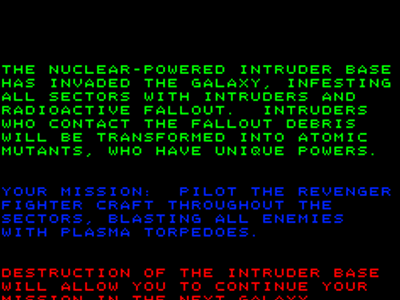 THE NUCLEAR-POWERED INTRUDER BASE
HAS INVADED THE GALAXY, INFESTING
ALL SECTORS WITH INTRUDERS AND
RADIOACTIVE FALLOUT.  INTRUDERS
WHO CONTACT THE FALLOUT DEBRIS
WILL BE TRANSFORMED INTO ATOMIC
MUTANTS, WHO HAVE UNIQUE POWERS.
YOUR MISSION:  PILOT THE REVENGER
FIGHTER CRAFT THROUGHOUT THE
SECTORS, BLASTING ALL ENEMIES
WITH PLASMA TORPEDOES.
DESTRUCTION OF THE INTRUDER BASE
WILL ALLOW YOU TO CONTINUE YOUR
MISSION IN THE NEXT GALAXY.